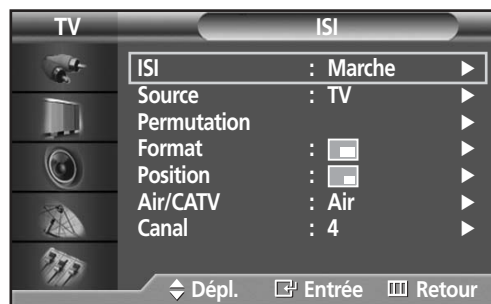 TV ISI
ISI : Marche
Source : TV
Permutation
Format :
Position :
Air/CATV : Air
Canal : 4
Dépl. Entrée Retour